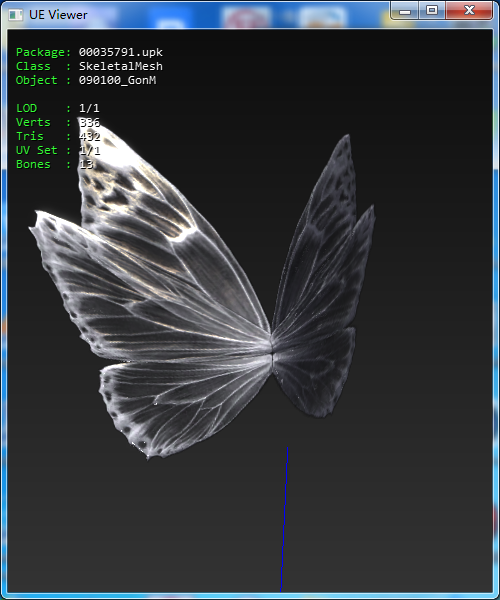 UE Viewer
Package: 00035791.upk
Class : SkeletalMesh
Object : 090100_GonM
LOD : 1/1
Verts : 336
Tris : 432
UV Set : 1/1
Bones : 13